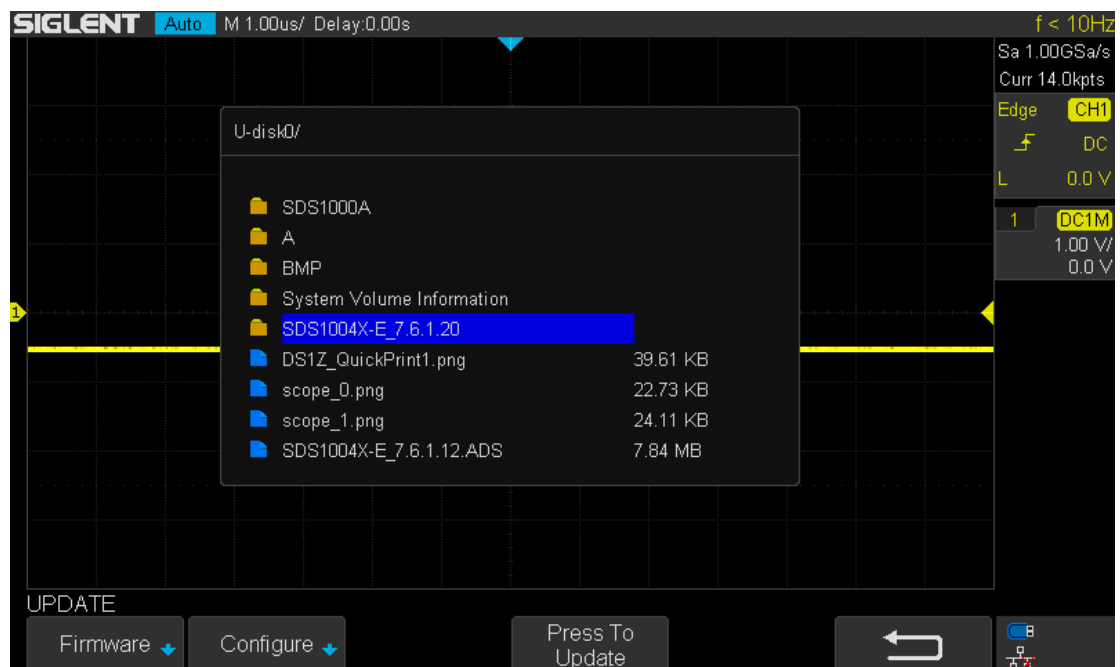 SIGLENT Auto M 1.00us/ Delay:0.00s f < 10Hz
Sa 1.00GSa/s
Curr 14.0kpts
Edge CH1
DC
L 0.0 V
1 DC1M
1.00 V/
0.0 V
U-disk0/
SDS1000A
A
BMP
System Volume Information
SDS1004X-E_7.6.1.20
DS1Z_QuickPrint1.png 39.61 KB
scope_0.png 22.73 KB
scope_1.png 24.11 KB
SDS1004X-E_7.6.1.12.ADS 7.84 MB
1
UPDATE
Firmware Configure Press To
Update